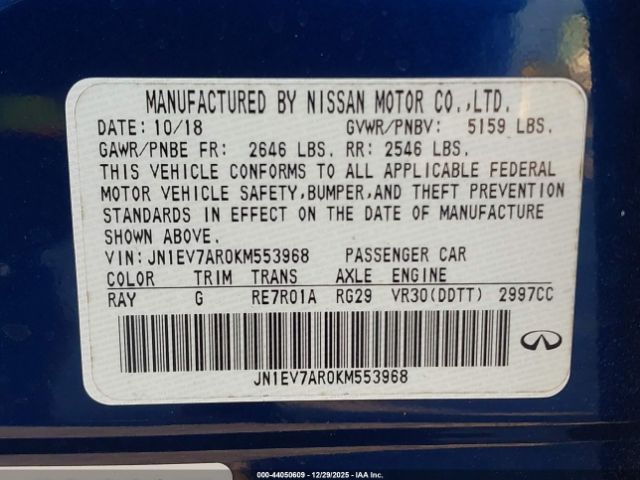 MANUFACTURED BY NISSAN MOTOR CO.,LTD.
DATE: 10/18 GVWR/PNBV: 5159 LBS.
GAWR/PNBE FR: 2646 LBS. RR: 2546 LBS.
THIS VEHICLE CONFORMS TO ALL APPLICABLE FEDERAL
MOTOR VEHICLE SAFETY,BUMPER,AND THEFT PREVENTION
STANDARDS IN EFFECT ON THE DATE OF MANUFACTURE
SHOWN ABOVE.
VIN: JN1EV7AR0KM553968 PASSENGER CAR
COLOR TRIM TRANS AXLE ENGINE
RAY G RE7R01A RG29 VR30(DDTT) 2997CC
JN1EV7AR0KM553968
000-44050609 - 12/29/2025 - IAA Inc.